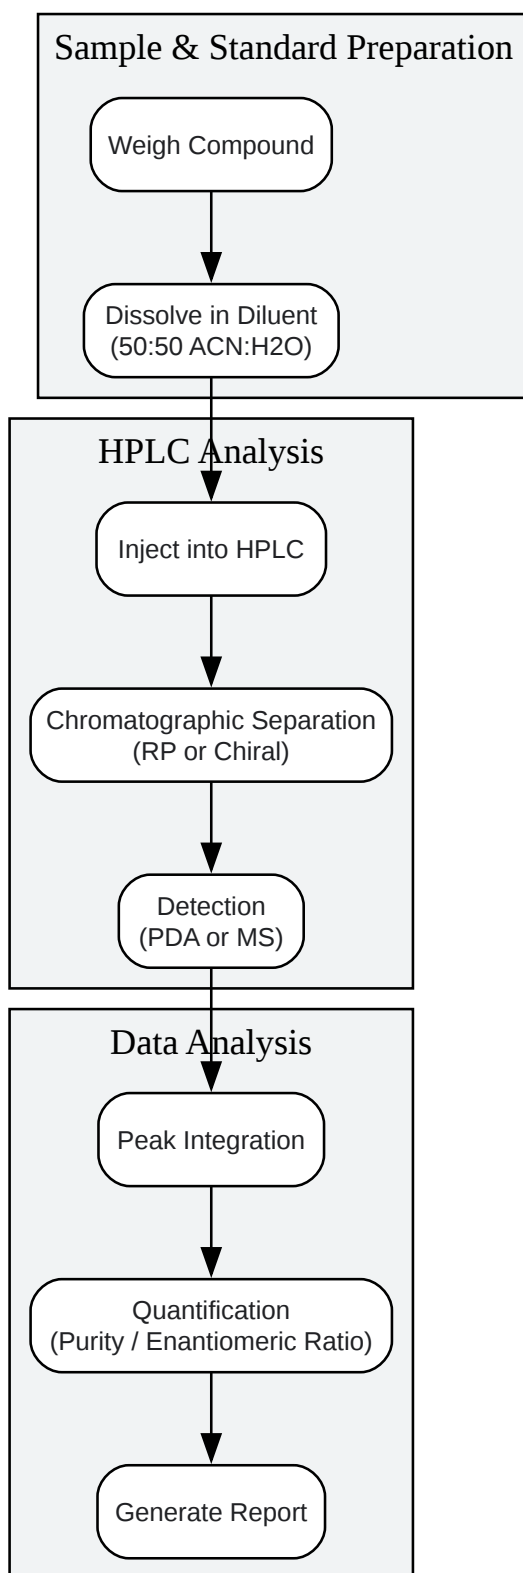 Sample & Standard Preparation
Weigh Compound
Dissolve in Diluent
(50:50 ACN:H2O)
HPLC Analysis
Inject into HPLC
Chromatographic Separation
(RP or Chiral)
Detection
(PDA or MS)
Data Analysis
Peak Integration
Quantification
(Purity / Enantiomeric Ratio)
Generate Report